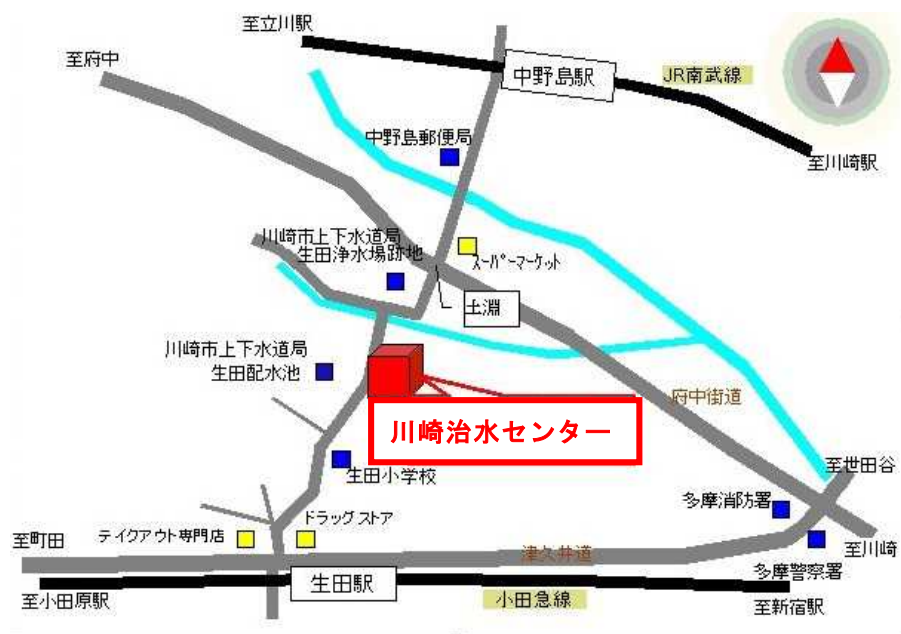 至立川駅
至府中
中野島駅
JR南武線
中野島郵便局
至川崎駅
川崎市上下水道局
生田浄水場跡地
スーパーマーケット
土淵
川崎市上下水道局
生田配水池
府中街道
川崎治水センター
至世田谷
生田小学校
多摩消防署
ドラッグストア
テイクアウト専門店
至町田
津久井道
至川崎
多摩警察署
生田駅
至小田原駅
小田急線
至新宿駅